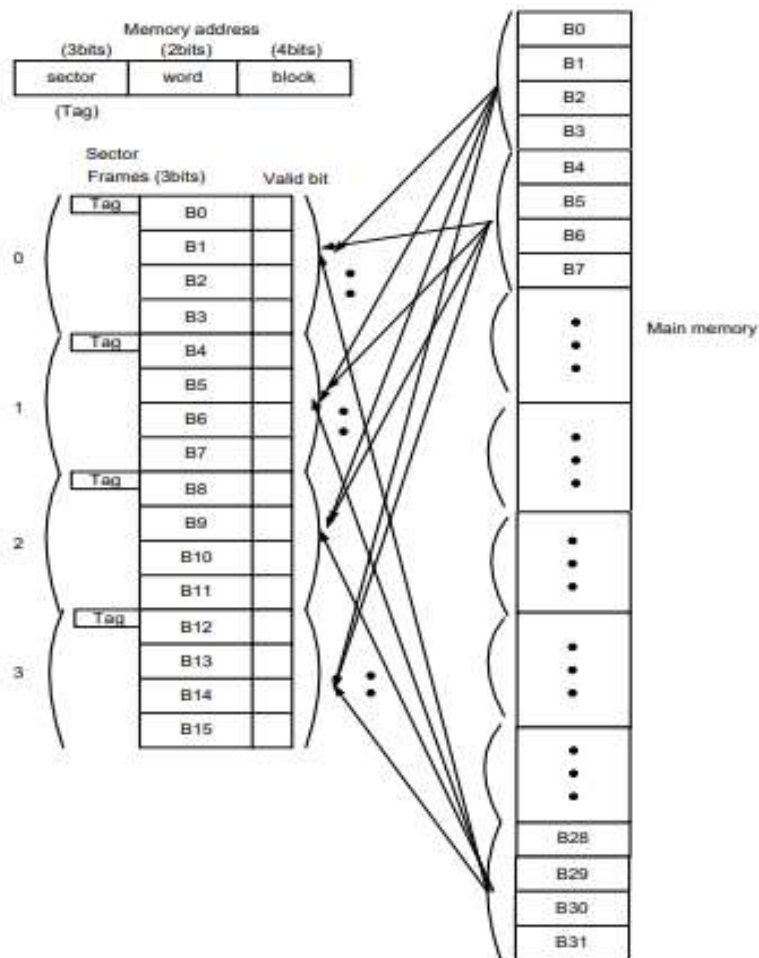 Memory address
(3bits) (2bits) (4bits)
sector word block
(Tag)
Sector
Frames (3bits) Valid bit
Tag
B0
B1
B2
B3
0
Tag
B4
B5
B6
B7
1
Tag
B8
B9
B10
B11
2
Tag
B12
B13
B14
B15
3
B0
B1
B2
B3
B4
B5
B6
B7
Main memory
B28
B29
B30
B31